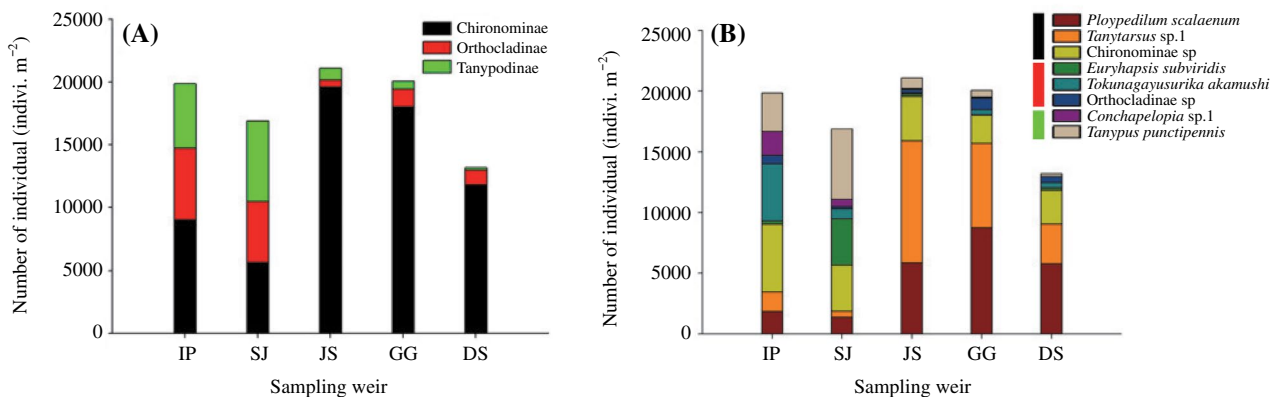 (A)
Number of individual (indivi. m⁻²)
25000
20000
15000
10000
5000
0
Chironominae
Orthocladinae
Tanypodinae
IP SJ JS GG DS
Sampling weir
(B)
Number of individual (indivi. m⁻²)
25000
20000
15000
10000
5000
0
Ploypedilum scalaenum
Tanytarsus sp.1
Chironominae sp
Euryhapsis subviridis
Tokunagayusurika akamushi
Orthocladinae sp
Conchapelopia sp.1
Tanypus punctipennis
IP SJ JS GG DS
Sampling weir